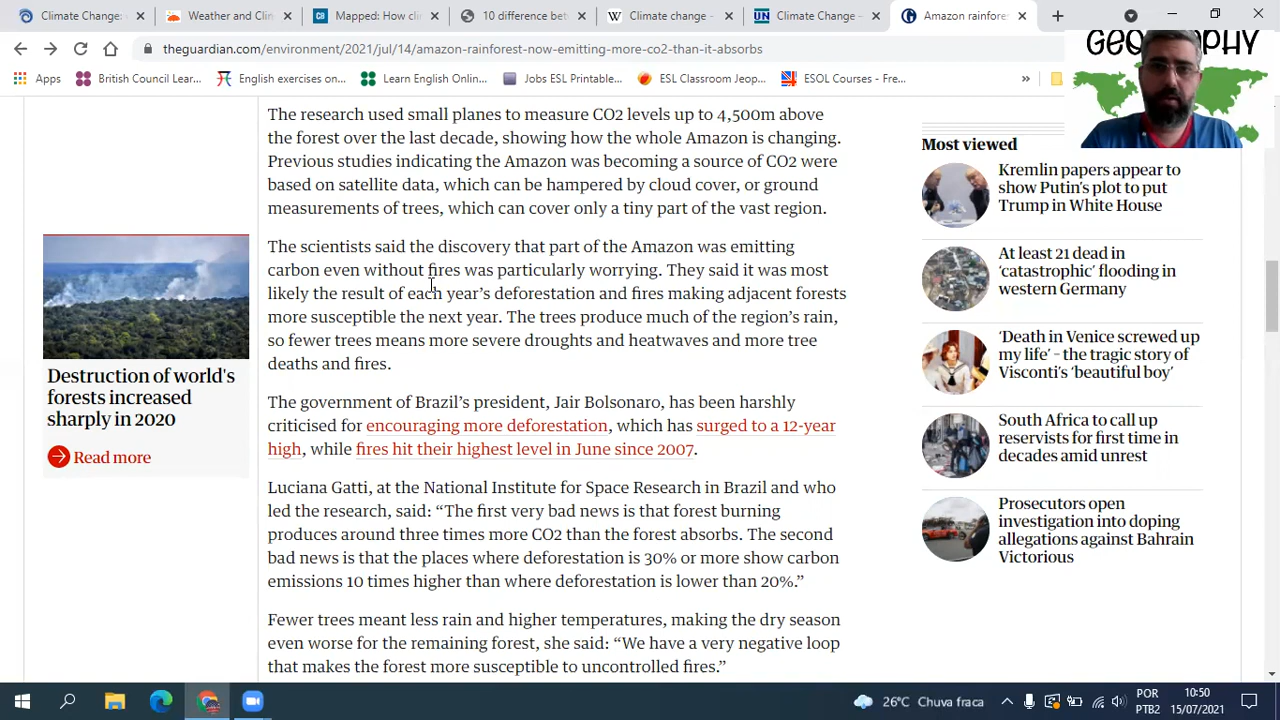 Climate Change:
Weather and Clim
Mapped: How cli
10 difference bet
Climate change –
Climate Change –
Amazon rainfore
theguardian.com/environment/2021/jul/14/amazon-rainforest-now-emitting-more-co2-than-it-absorbs
Apps
British Council Lear...
English exercises on...
Learn English Onlin...
Jobs ESL Printable...
ESL Classroom Jeop...
ESOL Courses - Fre...
»
GEOGRAPHY
The research used small planes to measure CO2 levels up to 4,500m above
the forest over the last decade, showing how the whole Amazon is changing.
Previous studies indicating the Amazon was becoming a source of CO2 were
based on satellite data, which can be hampered by cloud cover, or ground
measurements of trees, which can cover only a tiny part of the vast region.
The scientists said the discovery that part of the Amazon was emitting
carbon even without fires was particularly worrying. They said it was most
likely the result of each year's deforestation and fires making adjacent forests
more susceptible the next year. The trees produce much of the region's rain,
so fewer trees means more severe droughts and heatwaves and more tree
deaths and fires.
The government of Brazil's president, Jair Bolsonaro, has been harshly
criticised for encouraging more deforestation, which has surged to a 12-year
high, while fires hit their highest level in June since 2007.
Luciana Gatti, at the National Institute for Space Research in Brazil and who
led the research, said: “The first very bad news is that forest burning
produces around three times more CO2 than the forest absorbs. The second
bad news is that the places where deforestation is 30% or more show carbon
emissions 10 times higher than where deforestation is lower than 20%.”
Fewer trees meant less rain and higher temperatures, making the dry season
even worse for the remaining forest, she said: “We have a very negative loop
that makes the forest more susceptible to uncontrolled fires.”
Destruction of world's
forests increased
sharply in 2020
Read more
Most viewed
Kremlin papers appear to
show Putin's plot to put
Trump in White House
At least 21 dead in
‘catastrophic’ flooding in
western Germany
‘Death in Venice screwed up
my life’ – the tragic story of
Visconti's ‘beautiful boy’
South Africa to call up
reservists for first time in
decades amid unrest
Prosecutors open
investigation into doping
allegations against Bahrain
Victorious
26°C Chuva fraca
POR
PTB2
10:50
15/07/2021